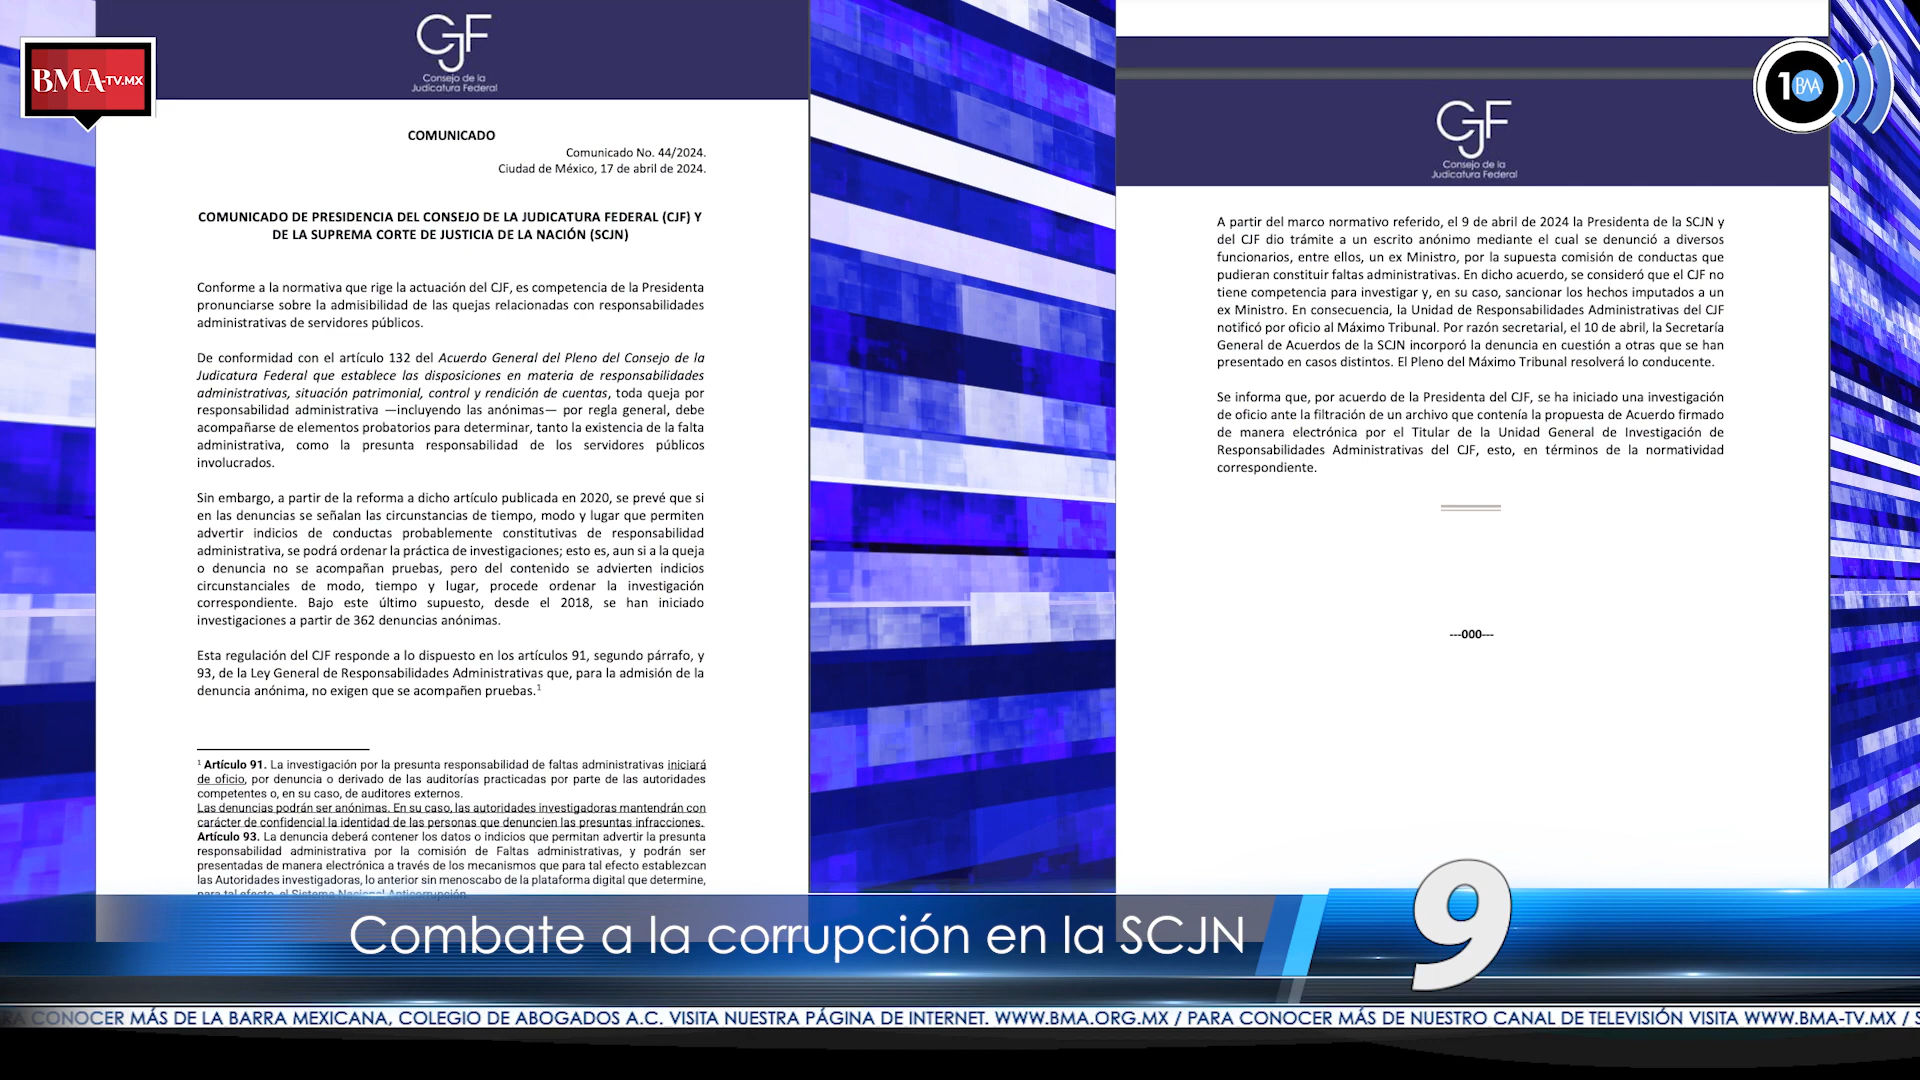 BMA-TV.MX
CJF
Consejo de la
Judicatura Federal
COMUNICADO
Comunicado No. 44/2024.
Ciudad de México, 17 de abril de 2024.
COMUNICADO DE PRESIDENCIA DEL CONSEJO DE LA JUDICATURA FEDERAL (CJF) Y
DE LA SUPREMA CORTE DE JUSTICIA DE LA NACIÓN (SCJN)
Conforme a la normativa que rige la actuación del CJF, es competencia de la Presidenta
pronunciarse sobre la admisibilidad de las quejas relacionadas con responsabilidades
administrativas de servidores públicos.
De conformidad con el artículo 132 del Acuerdo General del Pleno del Consejo de la
Judicatura Federal que establece las disposiciones en materia de responsabilidades
administrativas, situación patrimonial, control y rendición de cuentas, toda queja por
responsabilidad administrativa —incluyendo las anónimas— por regla general, debe
acompañarse de elementos probatorios para determinar, tanto la existencia de la falta
administrativa, como la presunta responsabilidad de los servidores públicos
involucrados.
Sin embargo, a partir de la reforma a dicho artículo publicada en 2020, se prevé que si
en las denuncias se señalan las circunstancias de tiempo, modo y lugar que permiten
advertir indicios de conductas probablemente constitutivas de responsabilidad
administrativa, se podrá ordenar la práctica de investigaciones; esto es, aun si a la queja
o denuncia no se acompañan pruebas, pero del contenido se advierten indicios
circunstanciales de modo, tiempo y lugar, procede ordenar la investigación
correspondiente. Bajo este último supuesto, desde el 2018, se han iniciado
investigaciones a partir de 362 denuncias anónimas.
Esta regulación del CJF responde a lo dispuesto en los artículos 91, segundo párrafo, y
93, de la Ley General de Responsabilidades Administrativas que, para la admisión de la
denuncia anónima, no exigen que se acompañen pruebas.1
1 Artículo 91. La investigación por la presunta responsabilidad de faltas administrativas iniciará
de oficio, por denuncia o derivado de las auditorías practicadas por parte de las autoridades
competentes o, en su caso, de auditores externos.
Las denuncias podrán ser anónimas. En su caso, las autoridades investigadoras mantendrán con
carácter de confidencial la identidad de las personas que denuncien las presuntas infracciones.
Artículo 93. La denuncia deberá contener los datos o indicios que permitan advertir la presunta
responsabilidad administrativa por la comisión de Faltas administrativas, y podrán ser
presentadas de manera electrónica a través de los mecanismos que para tal efecto establezcan
las Autoridades investigadoras, lo anterior sin menoscabo de la plataforma digital que determine,
para tal efecto, el Sistema Nacional Anticorrupción.
CJF
Consejo de la
Judicatura Federal
10 BMA
A partir del marco normativo referido, el 9 de abril de 2024 la Presidenta de la SCJN y
del CJF dio trámite a un escrito anónimo mediante el cual se denunció a diversos
funcionarios, entre ellos, un ex Ministro, por la supuesta comisión de conductas que
pudieran constituir faltas administrativas. En dicho acuerdo, se consideró que el CJF no
tiene competencia para investigar y, en su caso, sancionar los hechos imputados a un
ex Ministro. En consecuencia, la Unidad de Responsabilidades Administrativas del CJF
notificó por oficio al Máximo Tribunal. Por razón secretarial, el 10 de abril, la Secretaría
General de Acuerdos de la SCJN incorporó la denuncia en cuestión a otras que se han
presentado en casos distintos. El Pleno del Máximo Tribunal resolverá lo conducente.
Se informa que, por acuerdo de la Presidenta del CJF, se ha iniciado una investigación
de oficio ante la filtración de un archivo que contenía la propuesta de Acuerdo firmado
de manera electrónica por el Titular de la Unidad General de Investigación de
Responsabilidades Administrativas del CJF, esto, en términos de la normatividad
correspondiente.
---000---
Combate a la corrupción en la SCJN
9
RA CONOCER MÁS DE LA BARRA MEXICANA, COLEGIO DE ABOGADOS A.C. VISITA NUESTRA PÁGINA DE INTERNET. WWW.BMA.ORG.MX / PARA CONOCER MÁS DE NUESTRO CANAL DE TELEVISIÓN VISITA WWW.BMA-TV.MX / S